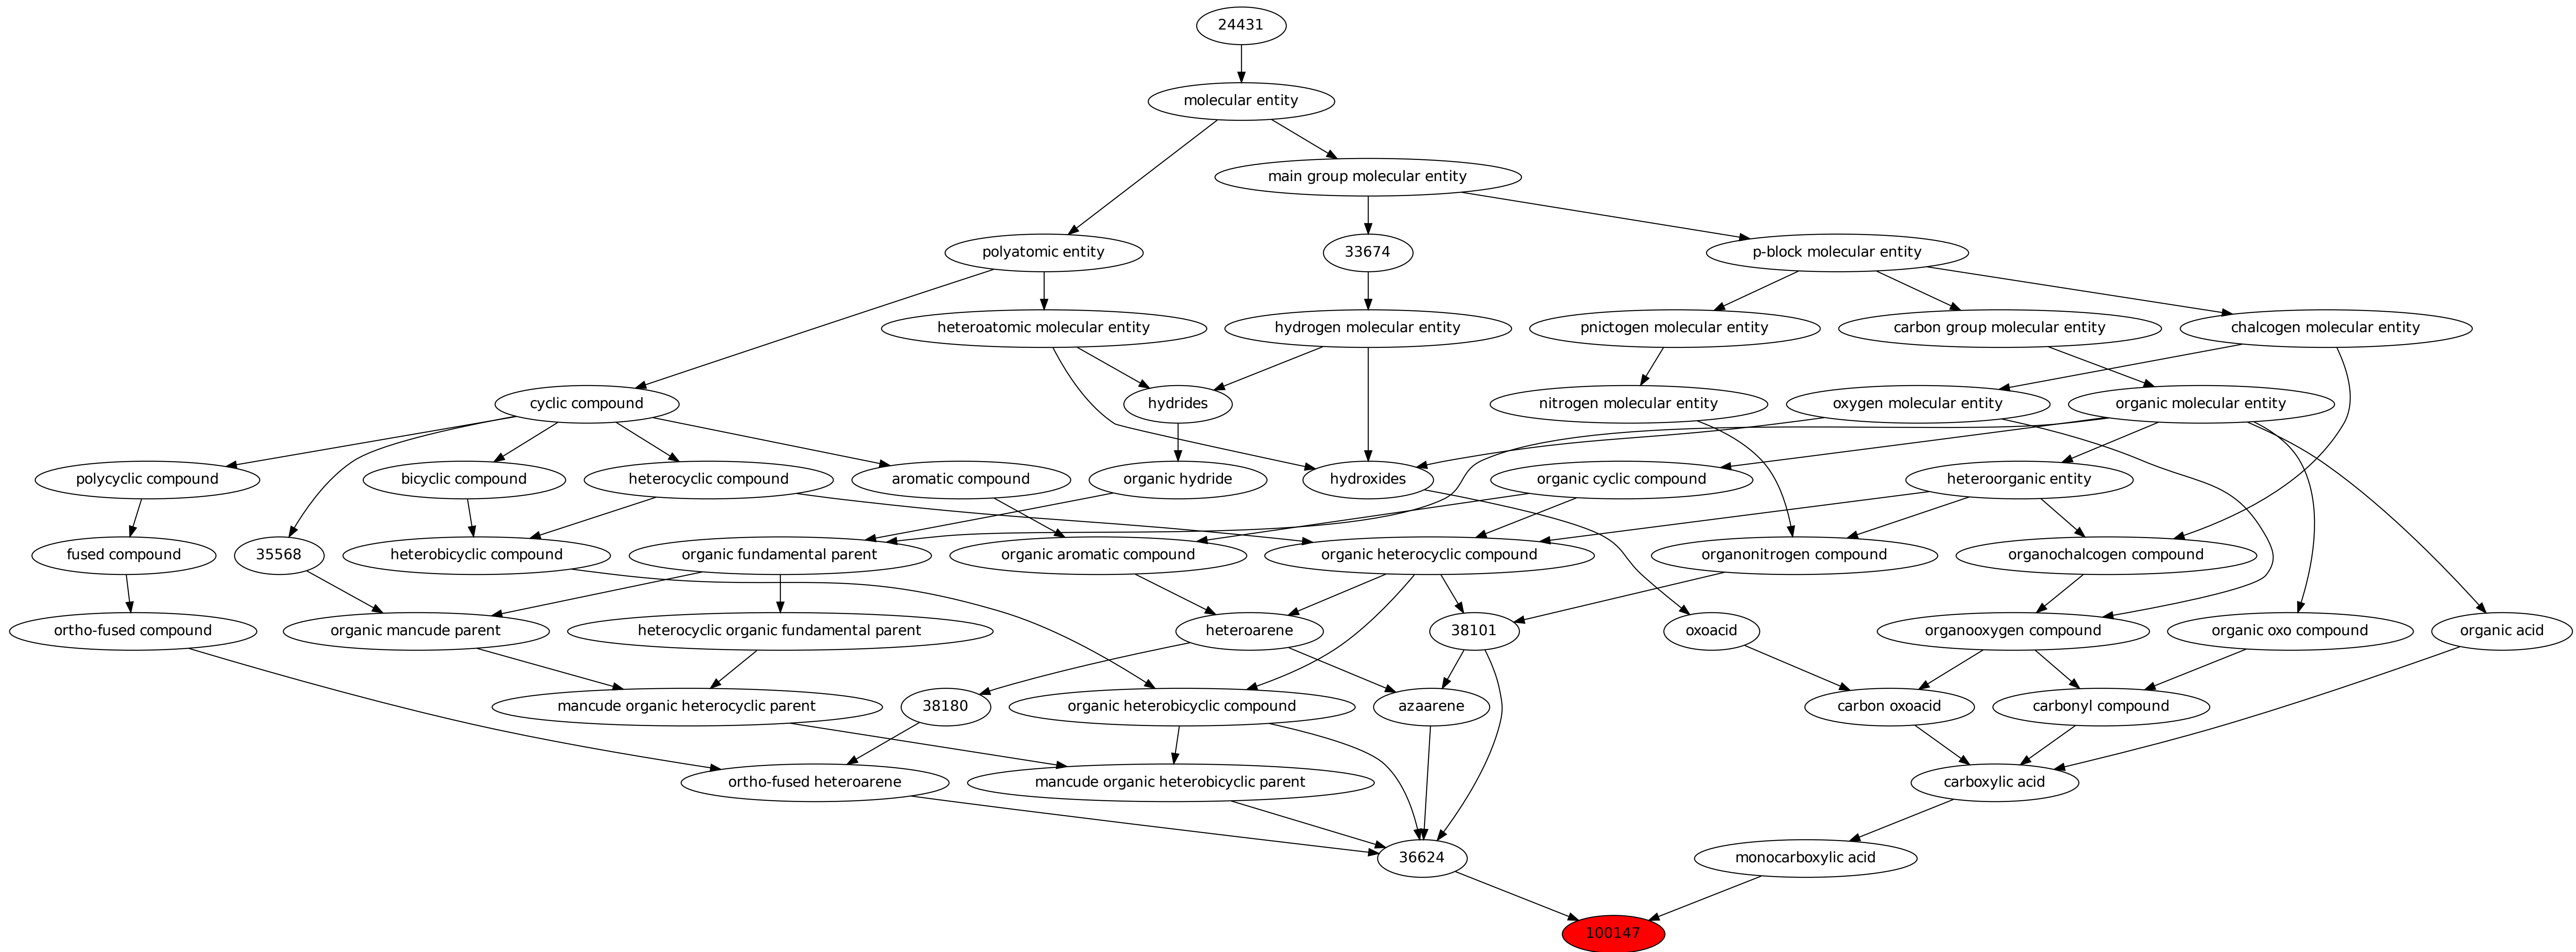 24431
molecular entity
main group molecular entity
polyatomic entity
33674
p-block molecular entity
heteroatomic molecular entity
hydrogen molecular entity
pnictogen molecular entity
carbon group molecular entity
chalcogen molecular entity
cyclic compound
hydrides
nitrogen molecular entity
oxygen molecular entity
organic molecular entity
polycyclic compound
bicyclic compound
heterocyclic compound
aromatic compound
organic hydride
hydroxides
organic cyclic compound
heteroorganic entity
fused compound
35568
heterobicyclic compound
organic fundamental parent
organic aromatic compound
organic heterocyclic compound
organonitrogen compound
organochalcogen compound
ortho-fused compound
organic mancude parent
heterocyclic organic fundamental parent
heteroarene
38101
oxoacid
organooxygen compound
organic oxo compound
organic acid
mancude organic heterocyclic parent
38180
organic heterobicyclic compound
azaarene
carbon oxoacid
carbonyl compound
ortho-fused heteroarene
mancude organic heterobicyclic parent
carboxylic acid
36624
monocarboxylic acid
100147